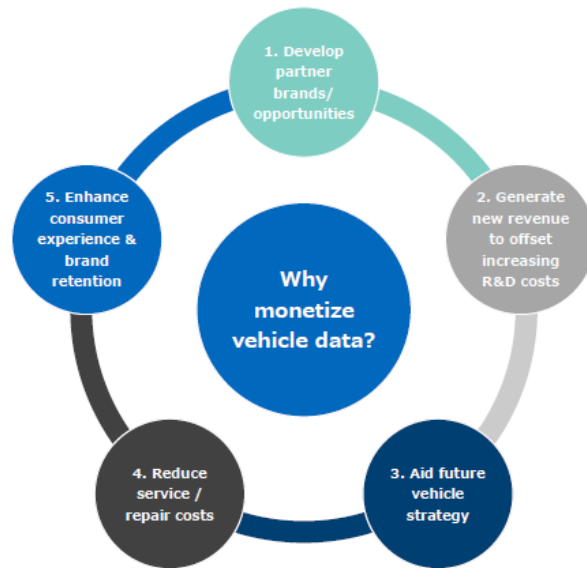 1. Develop
partner
brands/
opportunities
2. Generate
new revenue
to offset
increasing
R&D costs
3. Aid future
vehicle
strategy
4. Reduce
service /
repair costs
5. Enhance
consumer
experience &
brand
retention
Why
monetize
vehicle data?